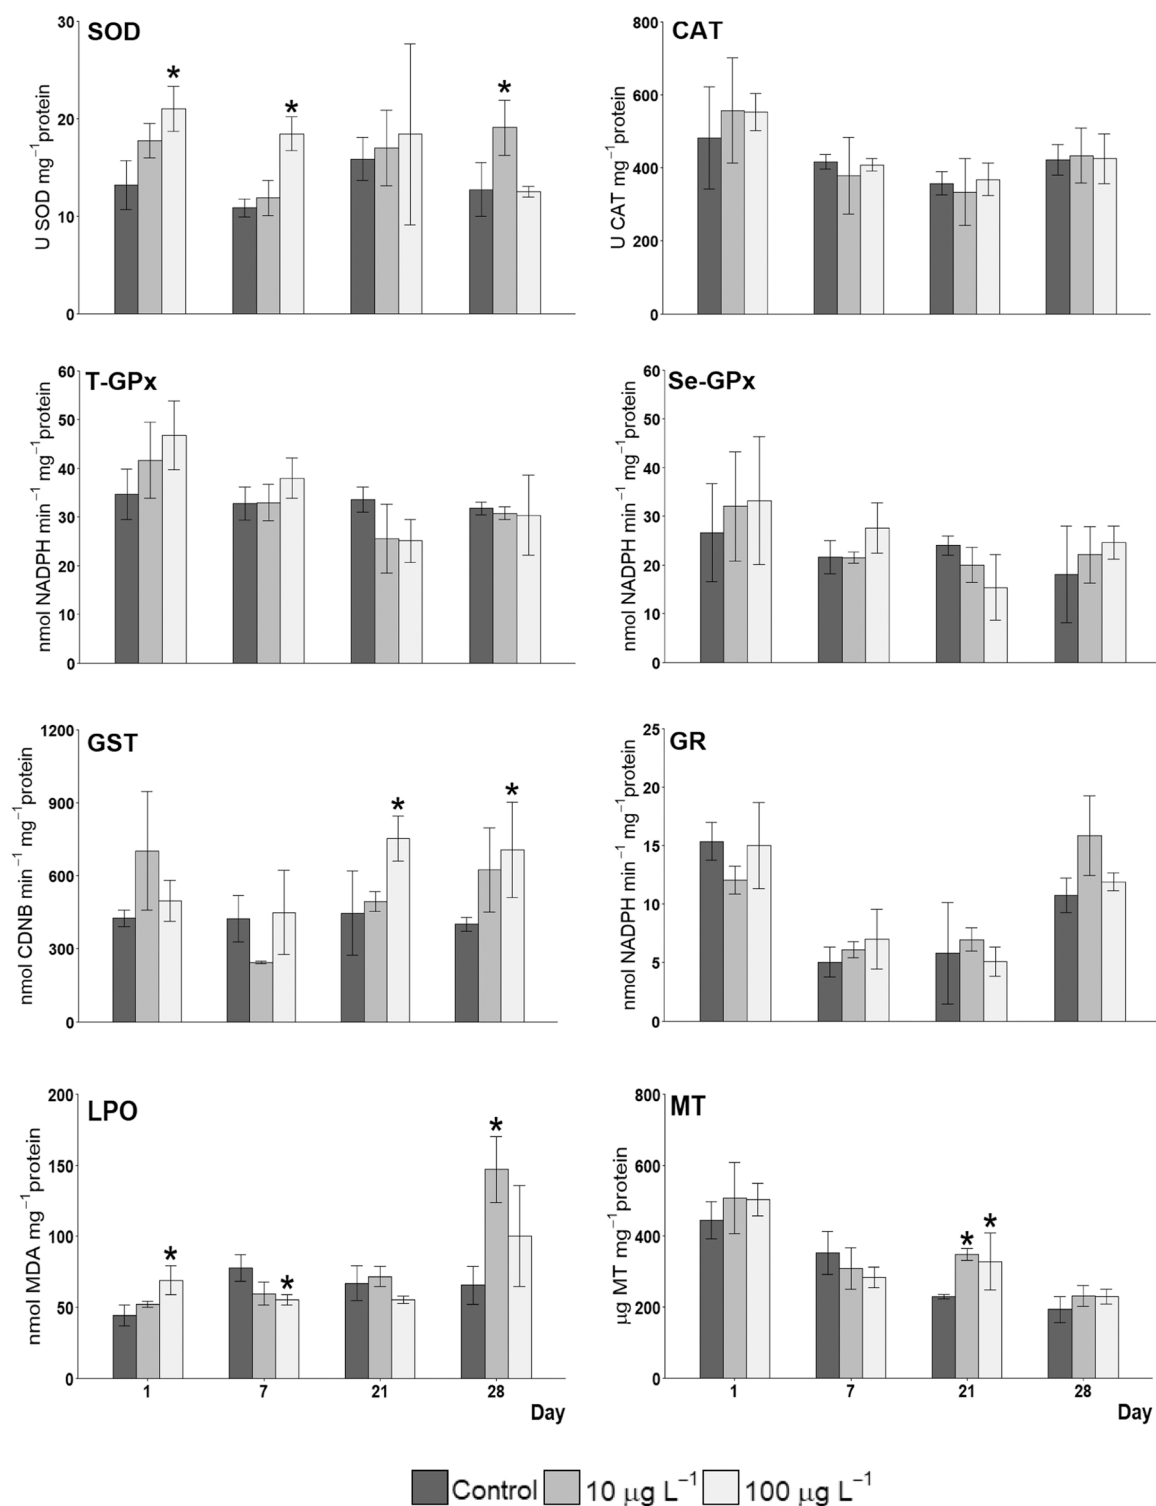 SOD
U SOD mg⁻¹protein
30
20
10
0
*
*
*
CAT
U CAT mg⁻¹protein
800
600
400
200
0
T-GPx
nmol NADPH min⁻¹ mg⁻¹protein
60
50
40
30
20
10
0
Se-GPx
nmol NADPH min⁻¹ mg⁻¹protein
60
50
40
30
20
10
0
GST
nmol CDNB min⁻¹ mg⁻¹protein
1200
900
600
300
0
*
*
GR
nmol NADPH min⁻¹ mg⁻¹protein
25
20
15
10
5
0
LPO
nmol MDA mg⁻¹protein
200
150
100
50
0
*
*
*
1 7 21 28
Day
MT
µg MT mg⁻¹protein
800
600
400
200
0
*
*
1 7 21 28
Day
Control 10 µg L⁻¹ 100 µg L⁻¹